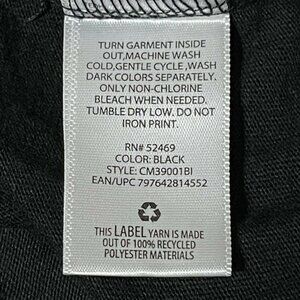 TURN GARMENT INSIDE
OUT,MACHINE WASH
COLD,GENTLE CYCLE ,WASH
DARK COLORS SEPARATELY.
ONLY NON-CHLORINE
BLEACH WHEN NEEDED.
TUMBLE DRY LOW. DO NOT
IRON PRINT.
RN# 52469
COLOR: BLACK
STYLE: CM39001BI
EAN/UPC 797642814552
THIS LABEL YARN IS MADE
OUT OF 100% RECYCLED
POLYESTER MATERIALS